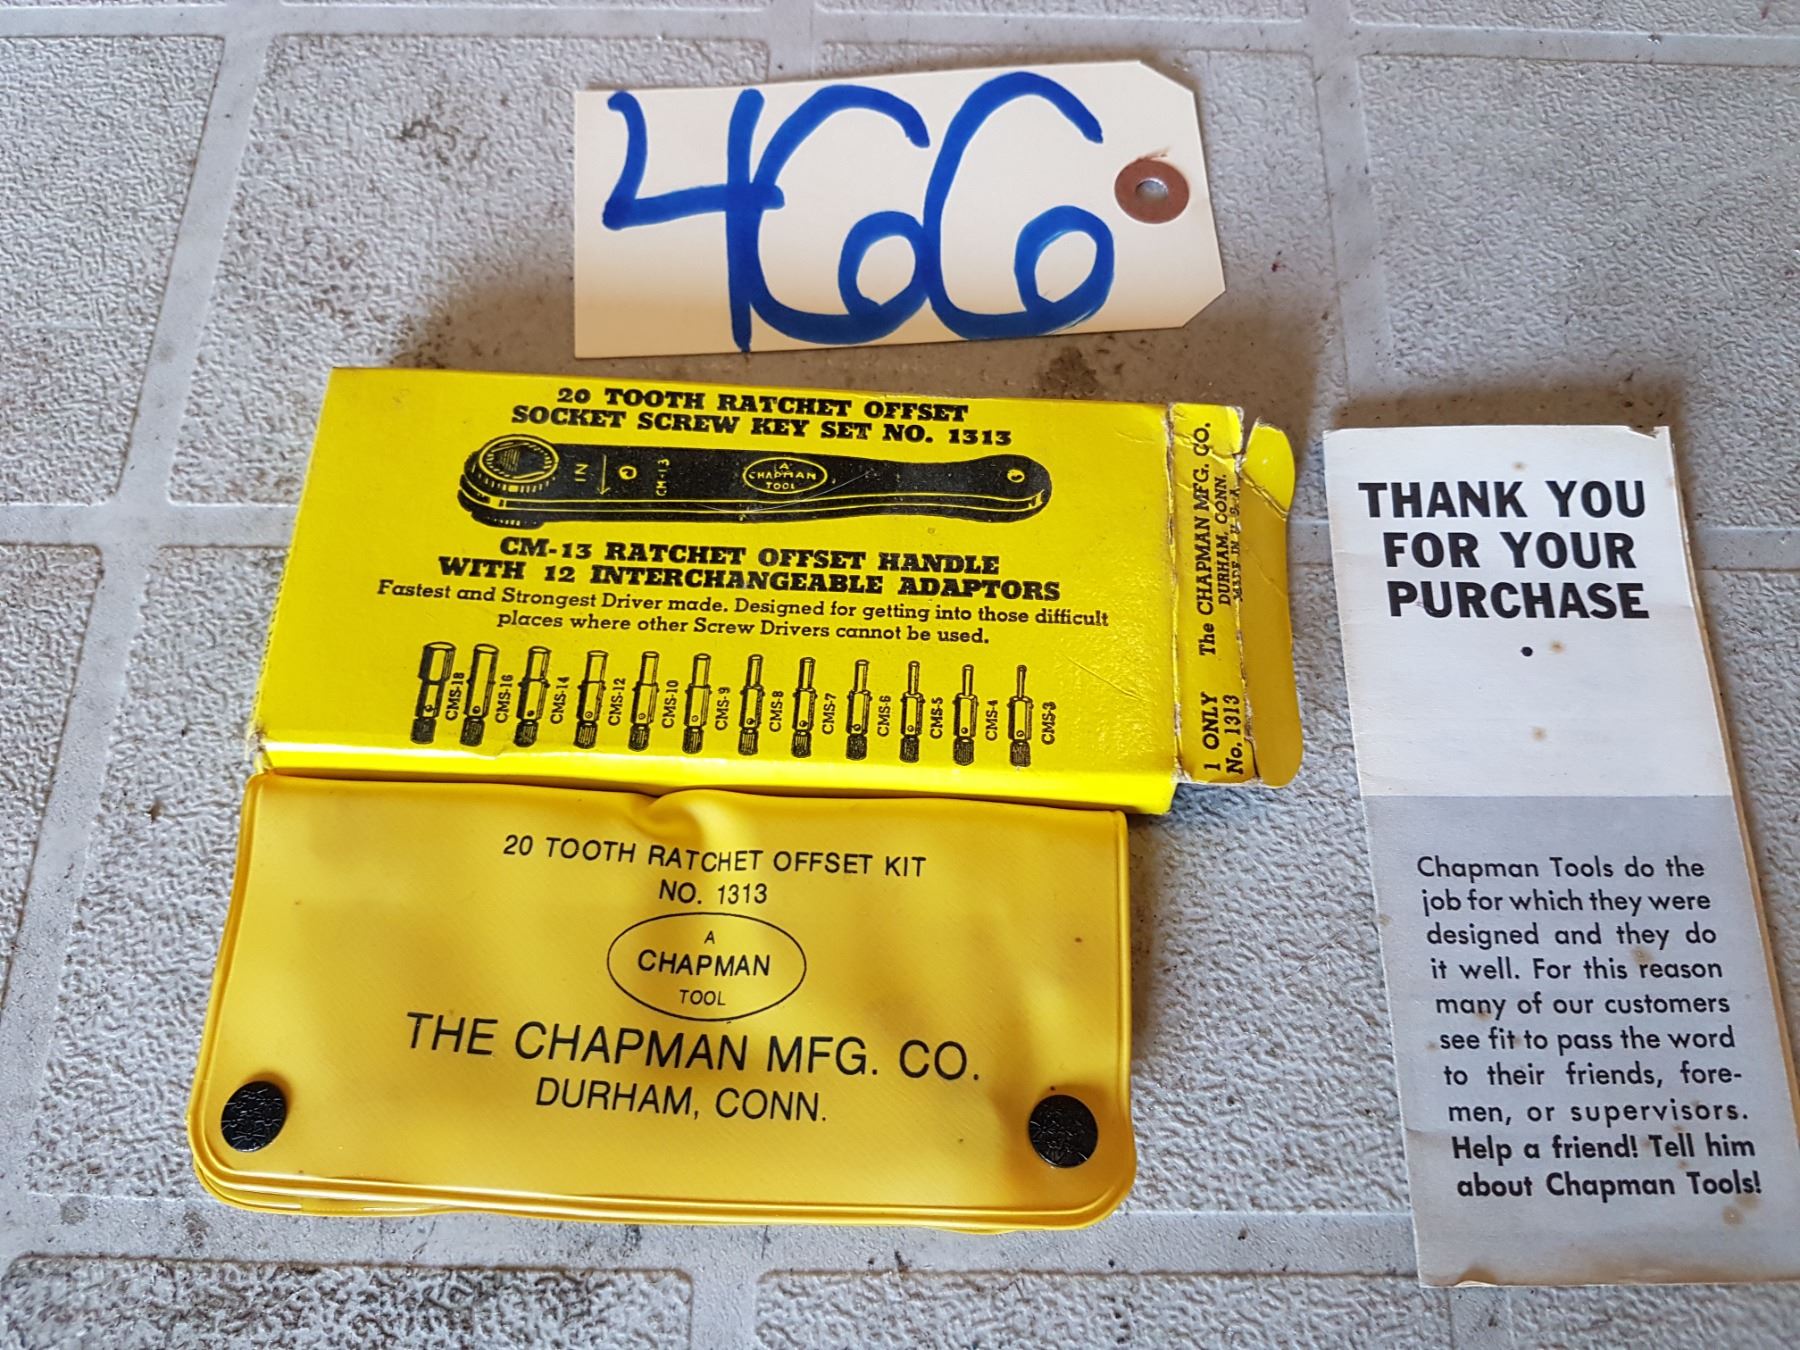 466
20 TOOTH RATCHET OFFSET
SOCKET SCREW KEY SET NO. 1313
IN
CM-13
A
CHAPMAN
TOOL
CM-13 RATCHET OFFSET HANDLE
WITH 12 INTERCHANGEABLE ADAPTORS
Fastest and Strongest Driver made. Designed for getting into those difficult
places where other Screw Drivers cannot be used.
CMS-18
CMS-16
CMS-14
CMS-12
CMS-10
CMS-9
CMS-8
CMS-7
CMS-6
CMS-5
CMS-4
CMS-3
1 ONLY The CHAPMAN MFG. CO.
No. 1313 DURHAM, CONN.
MADE IN U. S. A.
20 TOOTH RATCHET OFFSET KIT
NO. 1313
A
CHAPMAN
TOOL
THE CHAPMAN MFG. CO.
DURHAM, CONN.
THANK YOU
FOR YOUR
PURCHASE
•
Chapman Tools do the
job for which they were
designed and they do
it well. For this reason
many of our customers
see fit to pass the word
to their friends, fore-
men, or supervisors.
Help a friend! Tell him
about Chapman Tools!